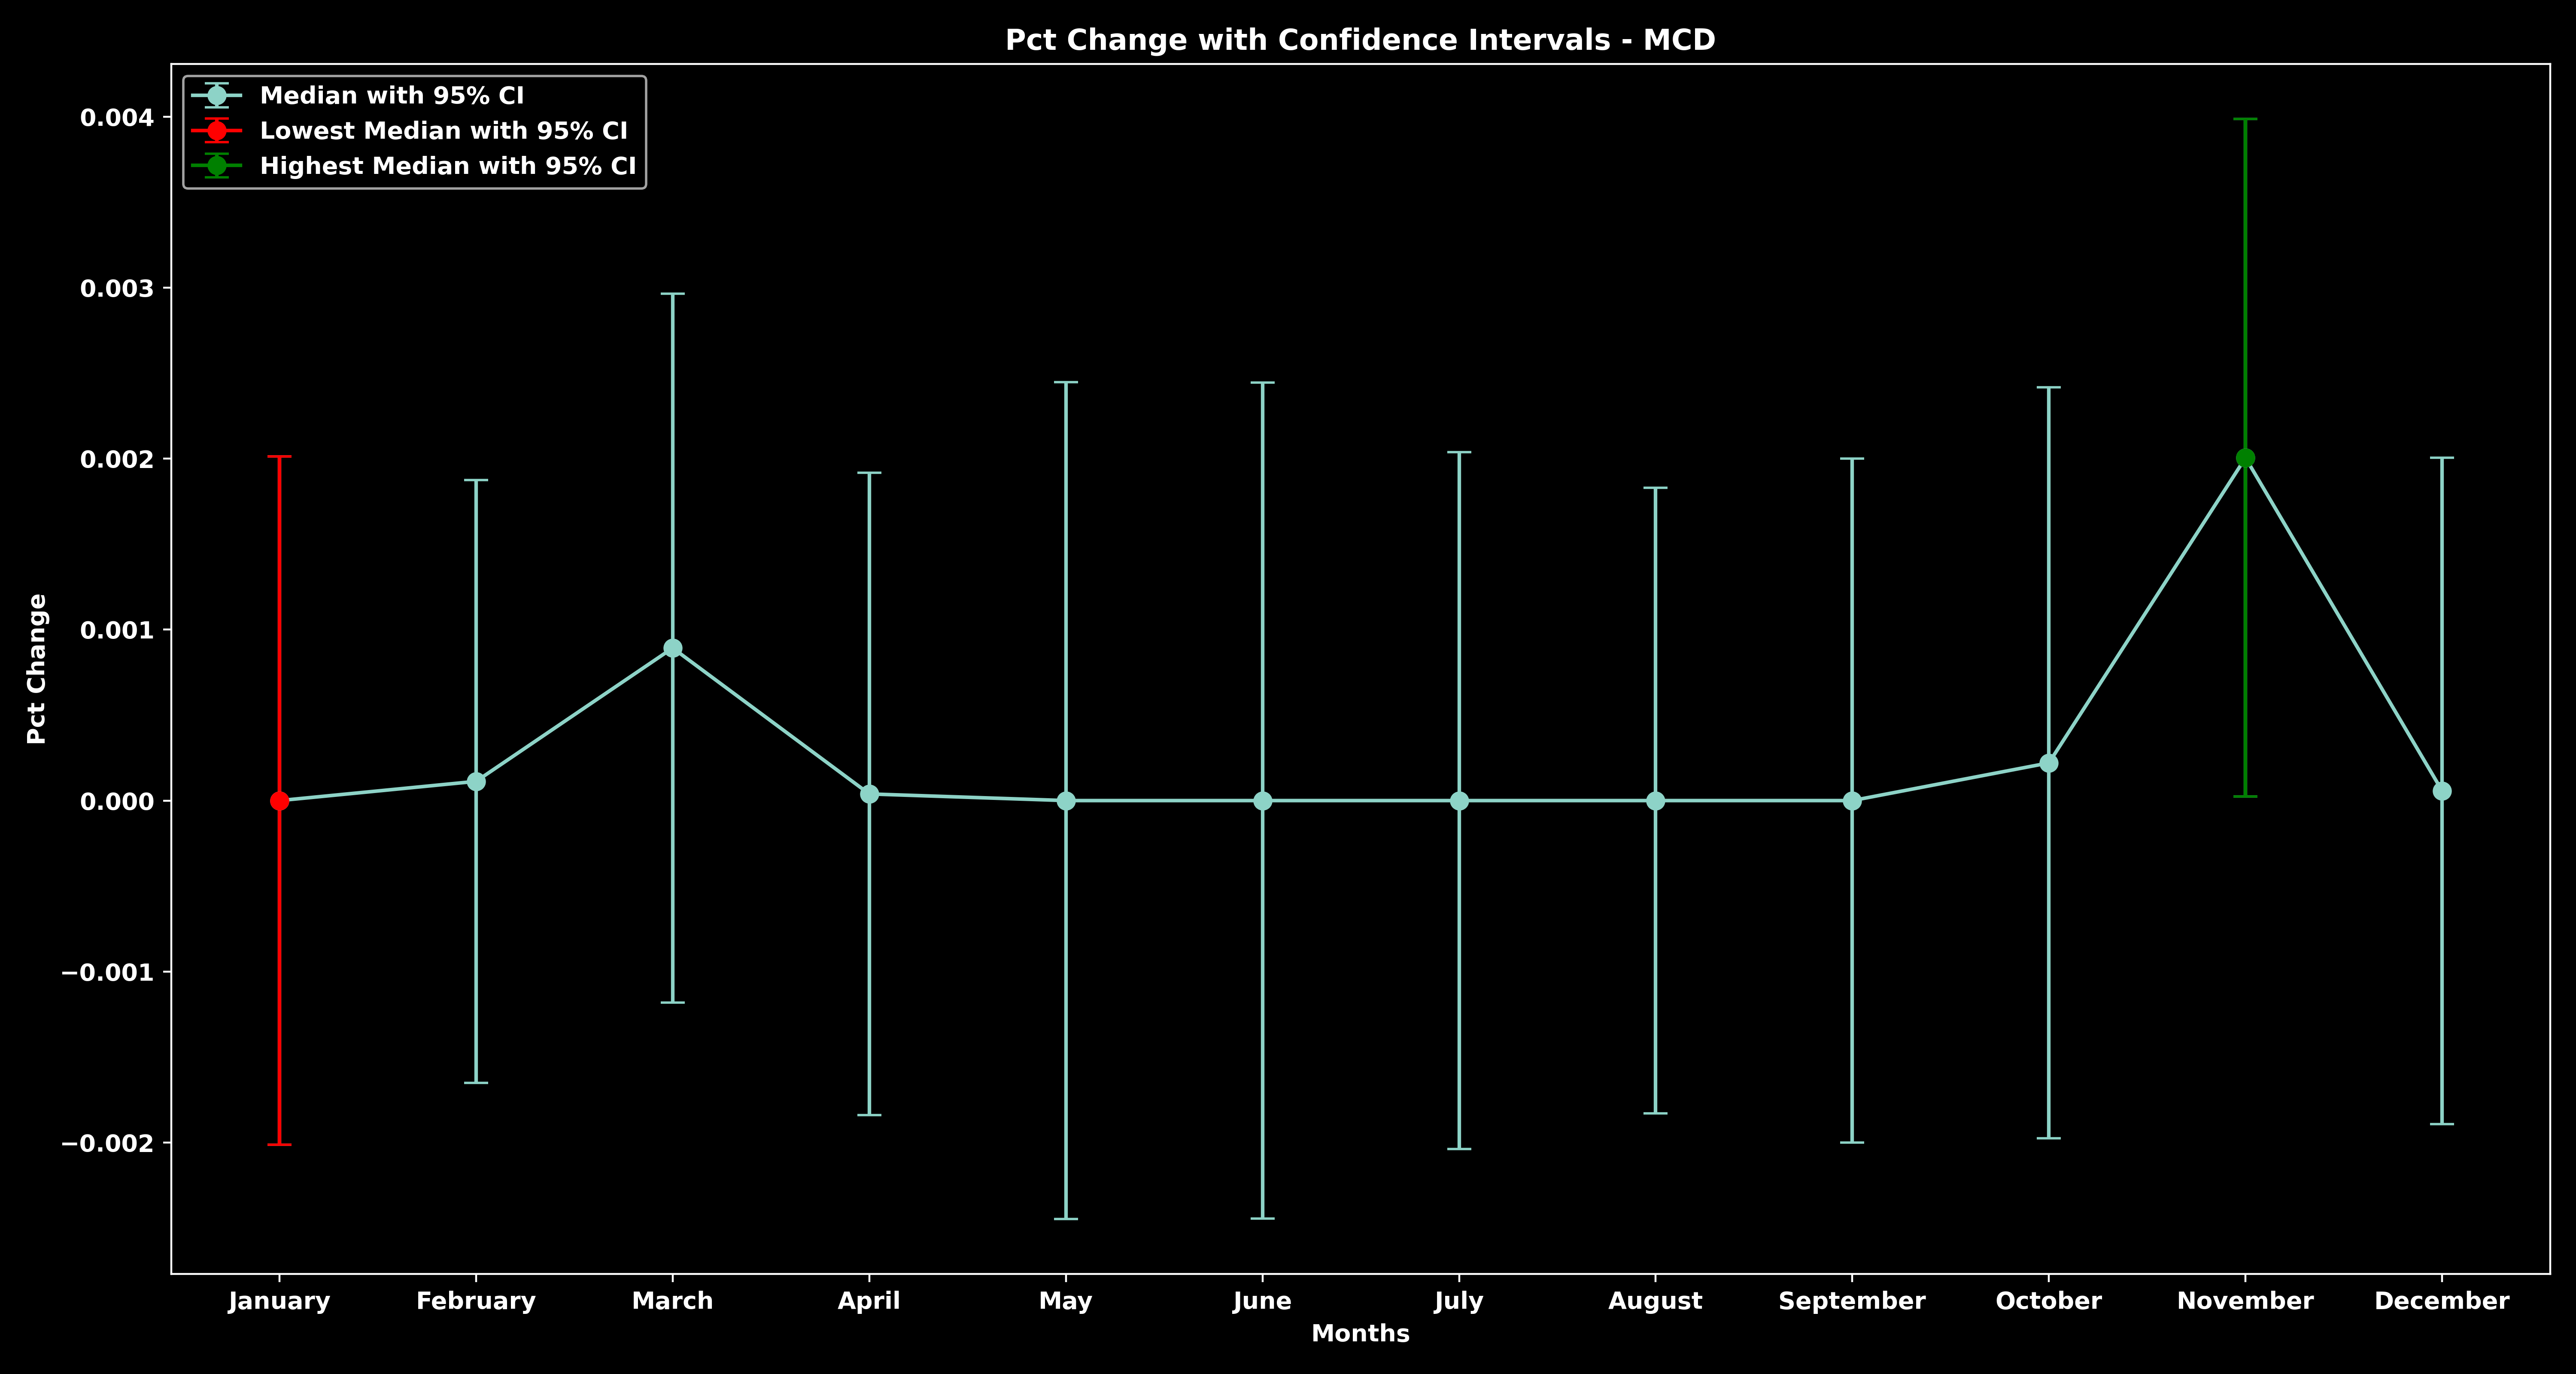 Pct Change with Confidence Intervals - MCD
Median with 95% CI
Lowest Median with 95% CI
Highest Median with 95% CI
0.004
0.003
0.002
0.001
0.000
−0.001
−0.002
Pct Change
January February March April May June July August September October November December
Months